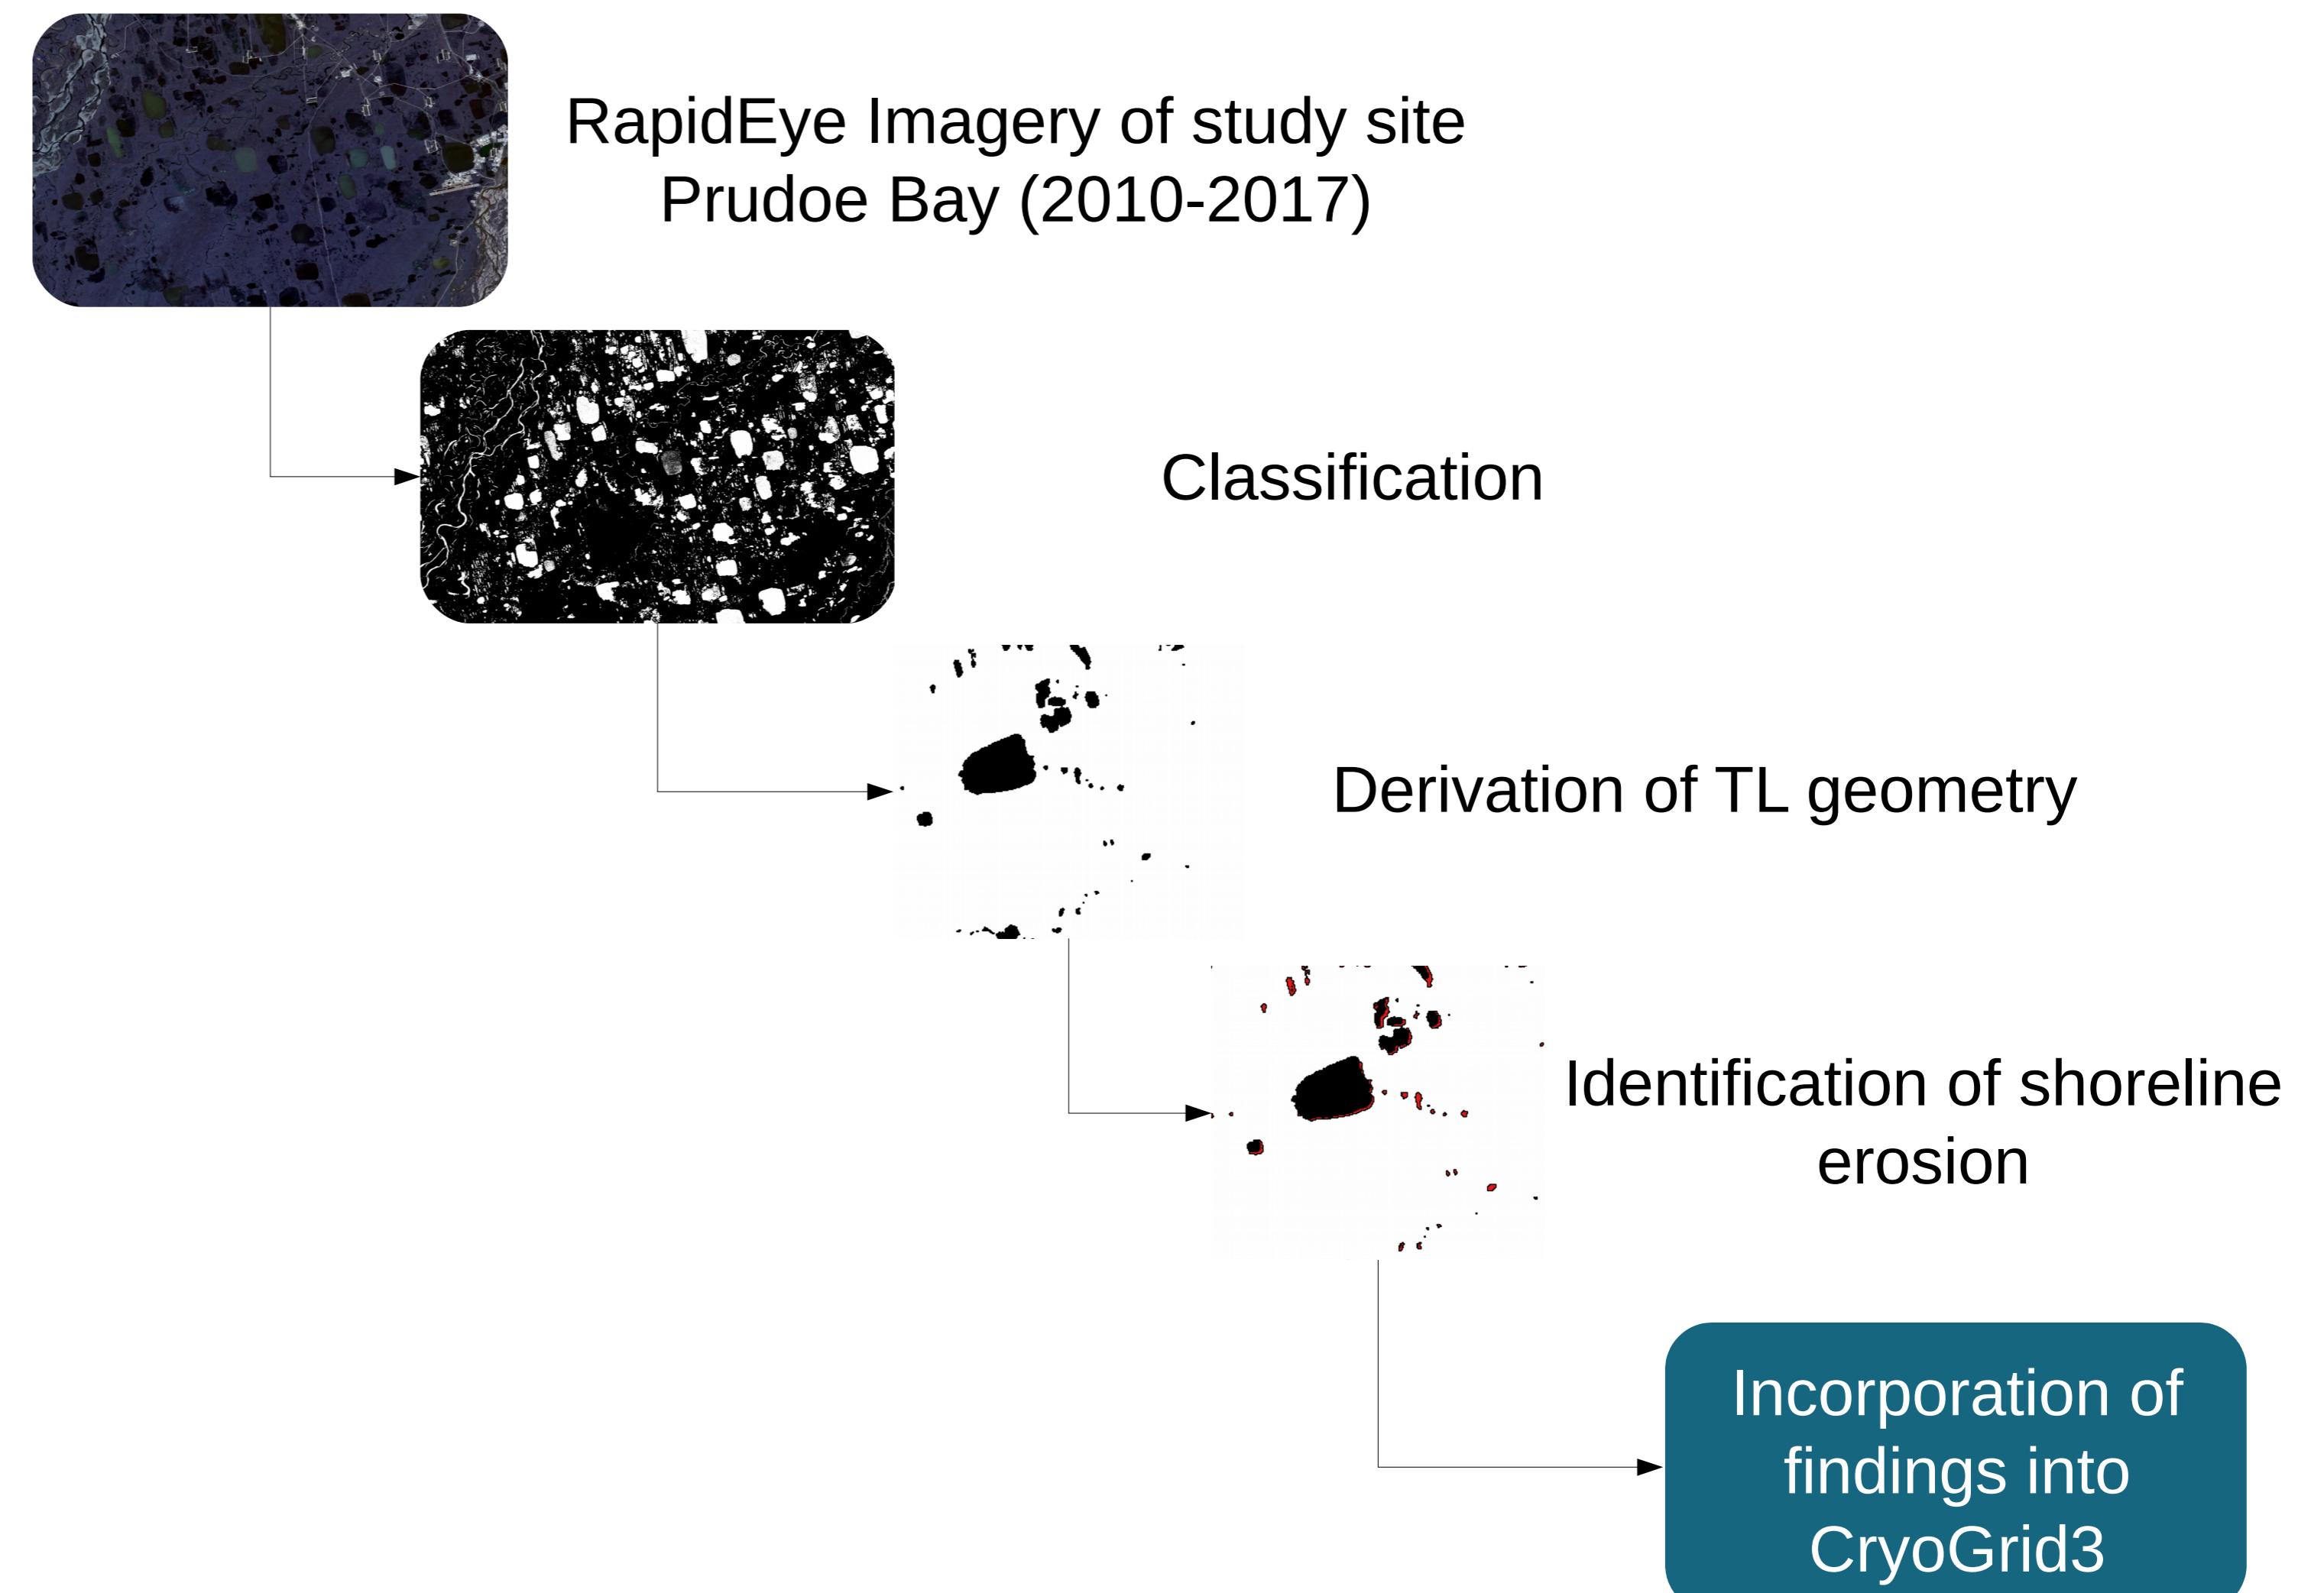 RapidEye Imagery of study site
Prudoe Bay (2010-2017)
Classification
Derivation of TL geometry
Identification of shoreline
erosion
Incorporation of
findings into
CryoGrid3